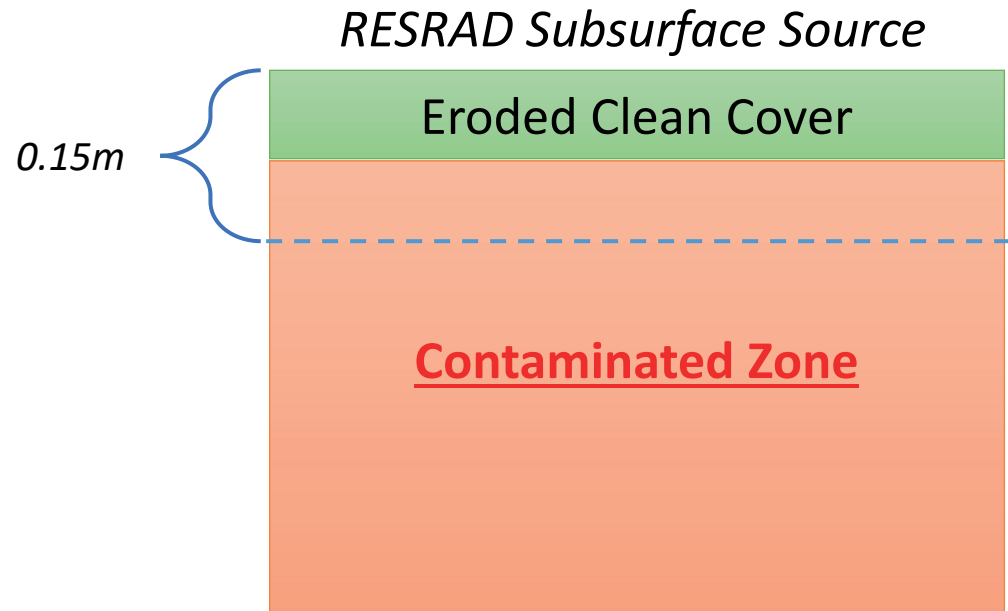 RESRAD Subsurface Source
Eroded Clean Cover
0.15m
Contaminated Zone